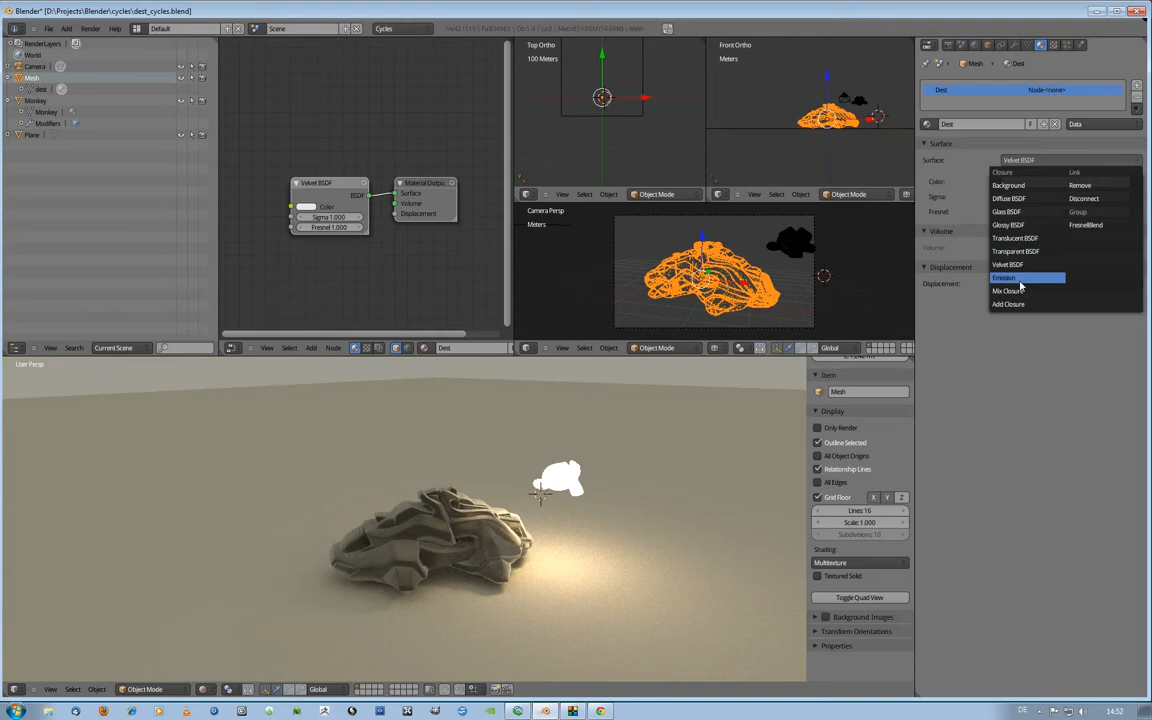 Blender* [D:\Projects\Blender\cycles\dest_cycles.blend]
File Add Render Help
Default
Scene
Cycles
RenderLayers
World
Camera
Mesh
dest
Monkey
Monkey
Modifiers
Plane
Velvet BSDF
BSDF
Color
Sigma 1.000
Fresnel 1.000
Material Outpu
Surface
Volume
Displacement
Top Ortho
100 Meters
Front Ortho
Meters
View Select Object Object Mode
View Select Object Object Mode
Camera Persp
Meters
View Search Current Scene
View Select Add Node Dest
View Select Object Object Mode Global
Mesh Dest
Dest Node<none>
Dest F Data
Surface
Surface: Velvet BSDF
Color:
Sigma:
Fresnel:
Volume
Volume:
Displacement
Displacement:
Closure Link
Background Remove
Diffuse BSDF Disconnect
Glass BSDF Group
Glossy BSDF FresnelBlend
Translucent BSDF
Transparent BSDF
Velvet BSDF
Emission
Mix Closure
Add Closure
User Persp
Item
Mesh
Display
Only Render
Outline Selected
All Object Origins
Relationship Lines
All Edges
Grid Floor X Y Z
Lines: 16
Scale: 1.000
Subdivisions: 10
Shading:
Multitexture
Textured Solid
Toggle Quad View
Background Images
Transform Orientations
Properties
View Select Object Object Mode Global
DE 14:52